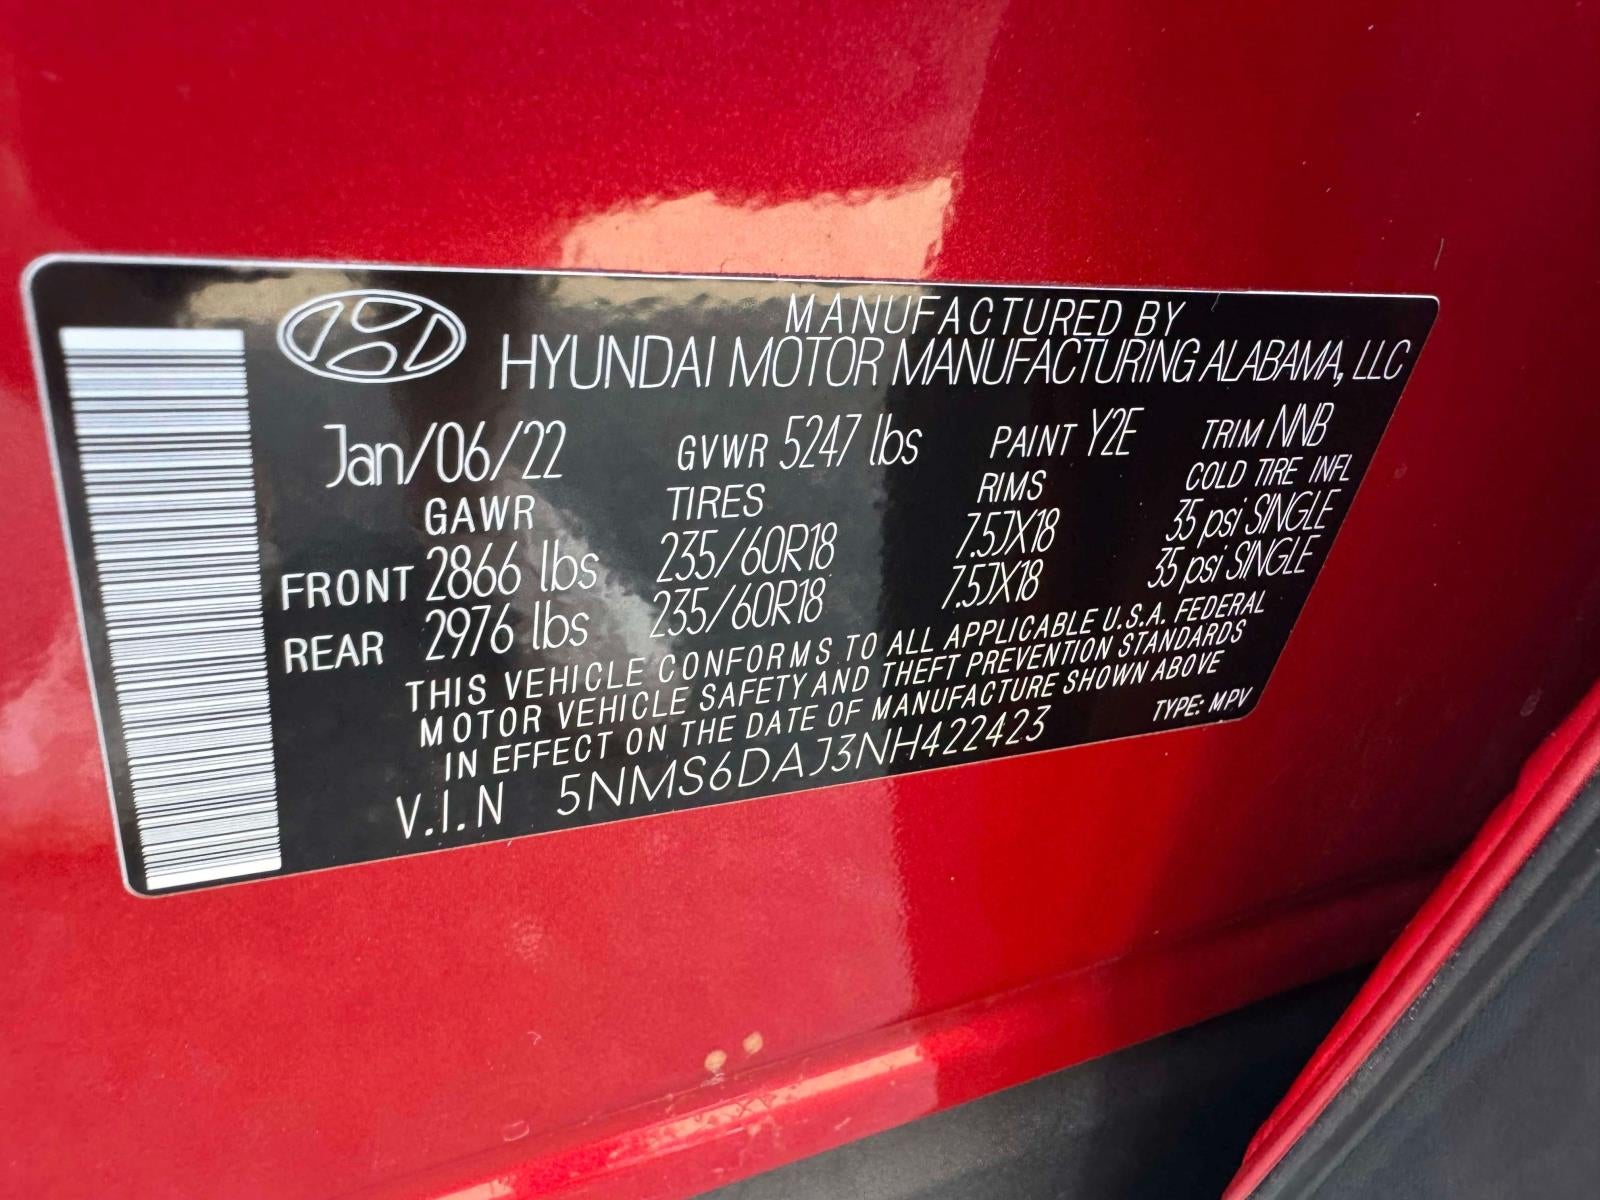 MANUFACTURED BY
HYUNDAI MOTOR MANUFACTURING ALABAMA, LLC
Jan/06/22 GVWR 5247 lbs PAINT Y2E TRIM NNB
GAWR TIRES RIMS COLD TIRE INFL
FRONT 2866 lbs 235/60R18 7.5JX18 35 psi SINGLE
REAR 2976 lbs 235/60R18 7.5JX18 35 psi SINGLE
THIS VEHICLE CONFORMS TO ALL APPLICABLE U.S.A. FEDERAL
MOTOR VEHICLE SAFETY AND THEFT PREVENTION STANDARDS
IN EFFECT ON THE DATE OF MANUFACTURE SHOWN ABOVE
V.I.N 5NMS6DAJ3NH422423 TYPE: MPV